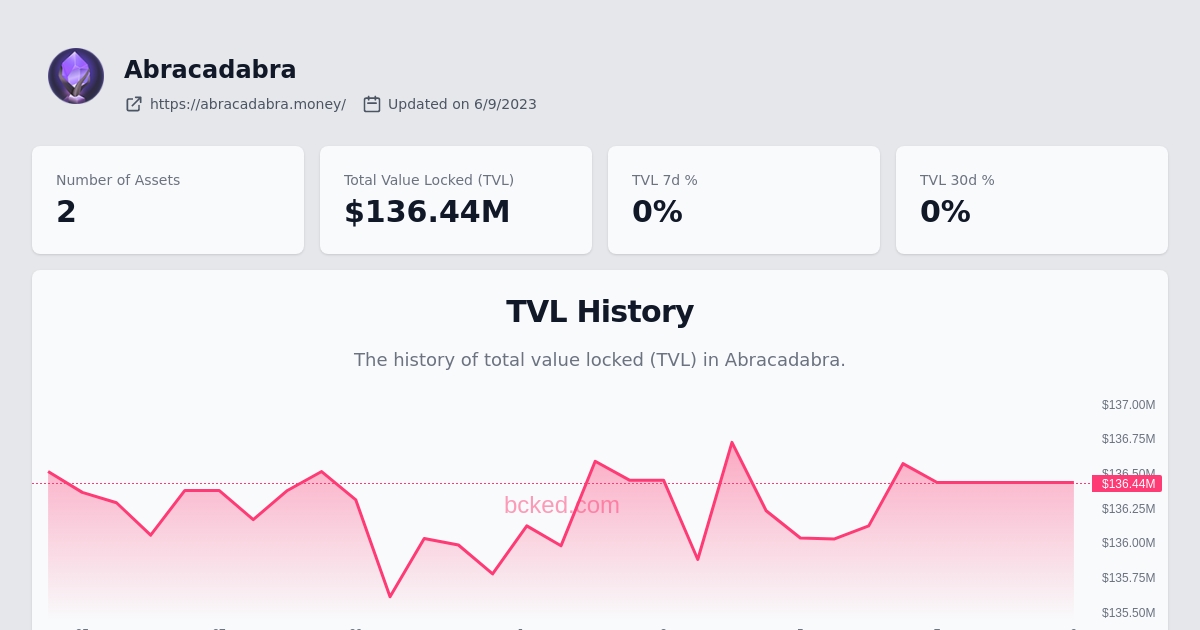 Abracadabra
https://abracadabra.money/ Updated on 6/9/2023
Number of Assets
2
Total Value Locked (TVL)
$136.44M
TVL 7d %
0%
TVL 30d %
0%
TVL History
The history of total value locked (TVL) in Abracadabra.
bcked.com
$137.00M
$136.75M
$136.50M
$136.44M
$136.25M
$136.00M
$135.75M
$135.50M